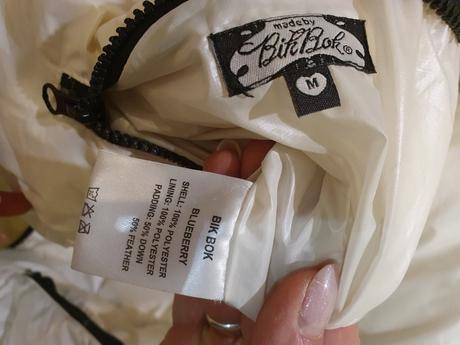 made by
Bik Bok®
M
BIK BOK
BLUEBERRY
SHELL: 100% POLYESTER
LINING: 100% POLYESTER
PADDING: 50% DOWN
50% FEATHER